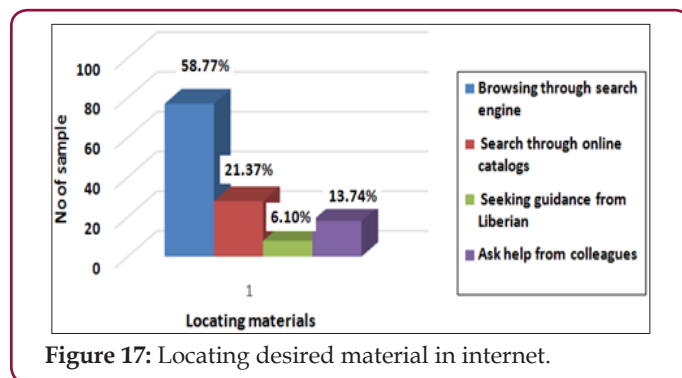 100
80
60
40
20
0
No of sample
58.77%
21.37%
6.10%
13.74%
1
Locating materials
Browsing through search
engine
Search through online
catalogs
Seeking guidance from
Liberian
Ask help from colleagues
Figure 17: Locating desired material in internet.